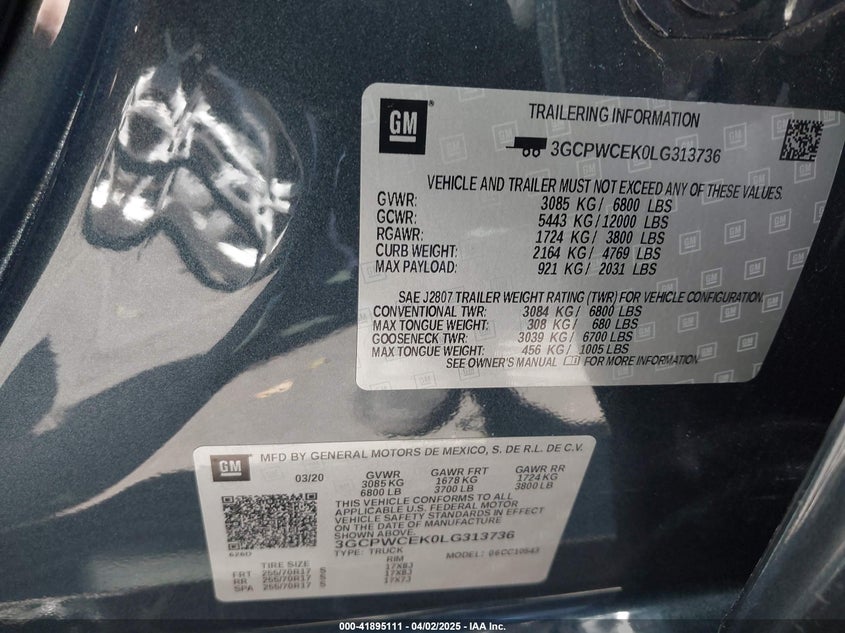 GM
TRAILERING INFORMATION
3GCPWCEK0LG313736
VEHICLE AND TRAILER MUST NOT EXCEED ANY OF THESE VALUES.
GVWR: 3085 KG/ 6800 LBS
GCWR: 5443 KG/12000 LBS
RGAWR: 1724 KG/ 3800 LBS
CURB WEIGHT: 2164 KG/ 4769 LBS
MAX PAYLOAD: 921 KG/ 2031 LBS
SAE J2807 TRAILER WEIGHT RATING (TWR) FOR VEHICLE CONFIGURATION.
CONVENTIONAL TWR: 3084 KG/ 6800 LBS
MAX TONGUE WEIGHT: 308 KG/ 680 LBS
GOOSENECK TWR: 3039 KG/ 6700 LBS
MAX TONGUE WEIGHT: 456 KG/ 1005 LBS
SEE OWNER'S MANUAL FOR MORE INFORMATION
GM MFD BY GENERAL MOTORS DE MEXICO, S. DE R.L. DE C.V.
03/20 GVWR GAWR FRT GAWR RR
3085 KG 1678 KG 1724 KG
6800 LB 3700 LB 3800 LB
THIS VEHICLE CONFORMS TO ALL
APPLICABLE U.S. FEDERAL MOTOR
VEHICLE SAFETY STANDARDS IN EFFECT
ON THE DATE OF MANUFACTURE
SHOWN ABOVE.
3GCPWCEK0LG313736
TYPE: TRUCK MODEL:
TIRE SIZE RIM
FRT 255/70R17 S 17X8J
RR 255/70R17 S 17X8J
SPA 255/70R17 S 17X7J
000-41895111 - 04/02/2025 - IAA Inc.